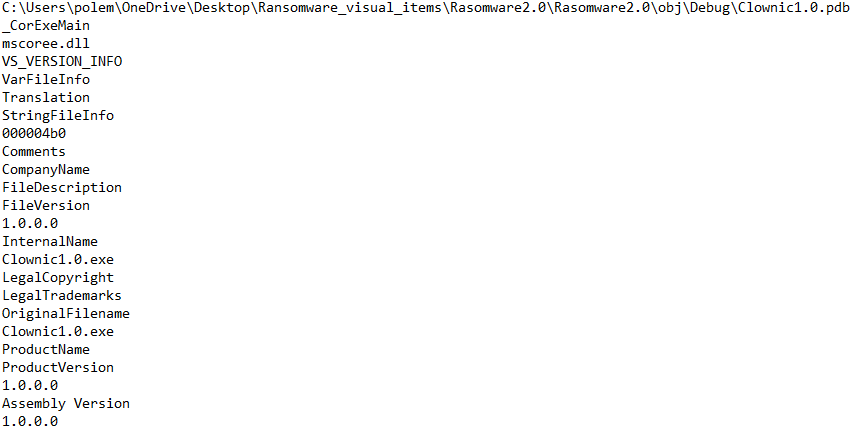 C:\Users\polem\OneDrive\Desktop\Ransomware_visual_items\Rasomware2.0\Rasomware2.0\obj\Debug\Clownic1.0.pdb
_CorExeMain
mscoree.dll
VS_VERSION_INFO
VarFileInfo
Translation
StringFileInfo
000004b0
Comments
CompanyName
FileDescription
FileVersion
1.0.0.0
InternalName
Clownic1.0.exe
LegalCopyright
LegalTrademarks
OriginalFilename
Clownic1.0.exe
ProductName
ProductVersion
1.0.0.0
Assembly Version
1.0.0.0